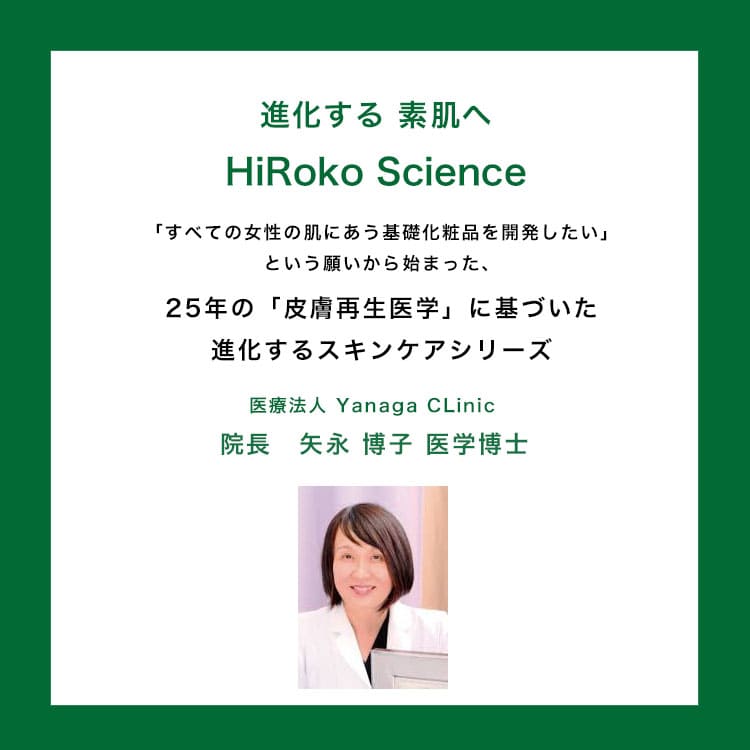 進化する 素肌へ
HiRoko Science
「すべての女性の肌にあう基礎化粧品を開発したい」
という願いから始まった、
25年の「皮膚再生医学」に基づいた
進化するスキンケアシリーズ
医療法人 Yanaga CLinic
院長　矢永 博子 医学博士